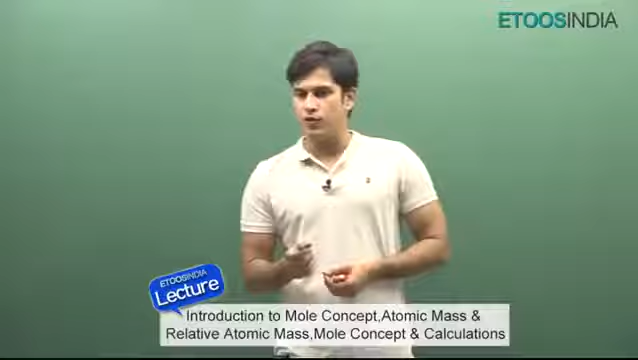 ETOOSINDIA
ETOOSINDIA
Lecture
Introduction to Mole Concept,Atomic Mass &
Relative Atomic Mass,Mole Concept & Calculations